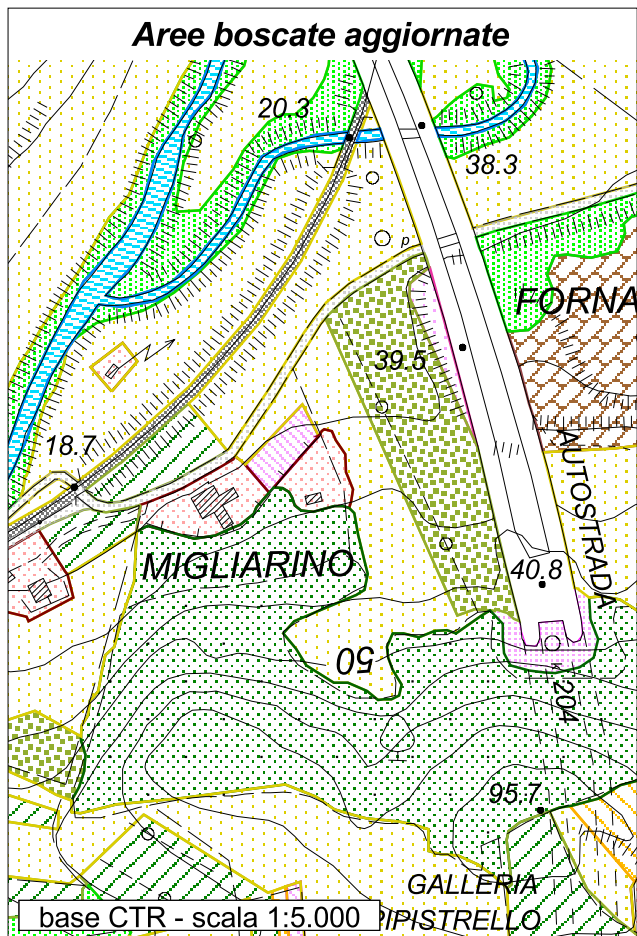 Aree boscate aggiornate
20.3
38.3
p
FORNA
39.5
18.7
AUTOSTRADA
MIGLIARINO
40.8
50
K
204
95.7
GALLERIA
PIPISTRELLO
base CTR - scala 1:5.000